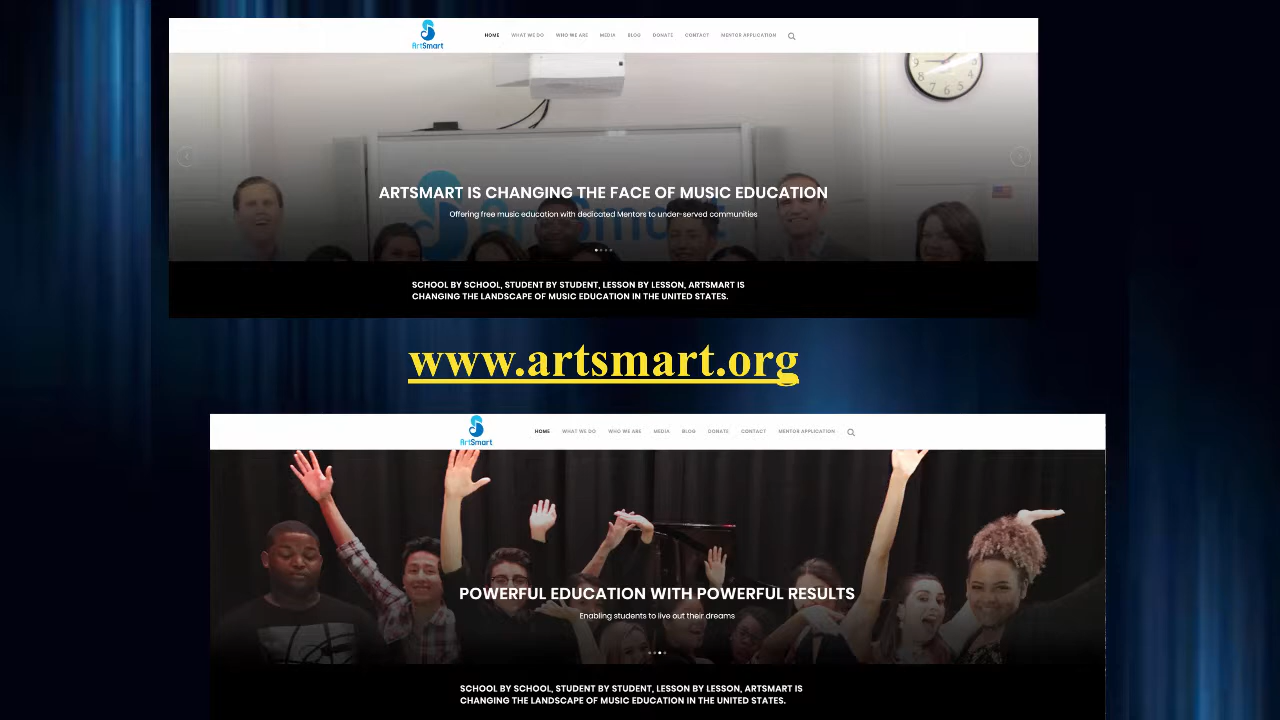 ArtSmart
HOME WHAT WE DO WHO WE ARE MEDIA BLOG DONATE CONTACT MENTOR APPLICATION
ArtSmart
ARTSMART IS CHANGING THE FACE OF MUSIC EDUCATION
Offering free music education with dedicated Mentors to under-served communities
SCHOOL BY SCHOOL, STUDENT BY STUDENT, LESSON BY LESSON, ARTSMART IS
CHANGING THE LANDSCAPE OF MUSIC EDUCATION IN THE UNITED STATES.
www.artsmart.org
ArtSmart
HOME WHAT WE DO WHO WE ARE MEDIA BLOG DONATE CONTACT MENTOR APPLICATION
POWERFUL EDUCATION WITH POWERFUL RESULTS
Enabling students to live out their dreams
SCHOOL BY SCHOOL, STUDENT BY STUDENT, LESSON BY LESSON, ARTSMART IS
CHANGING THE LANDSCAPE OF MUSIC EDUCATION IN THE UNITED STATES.